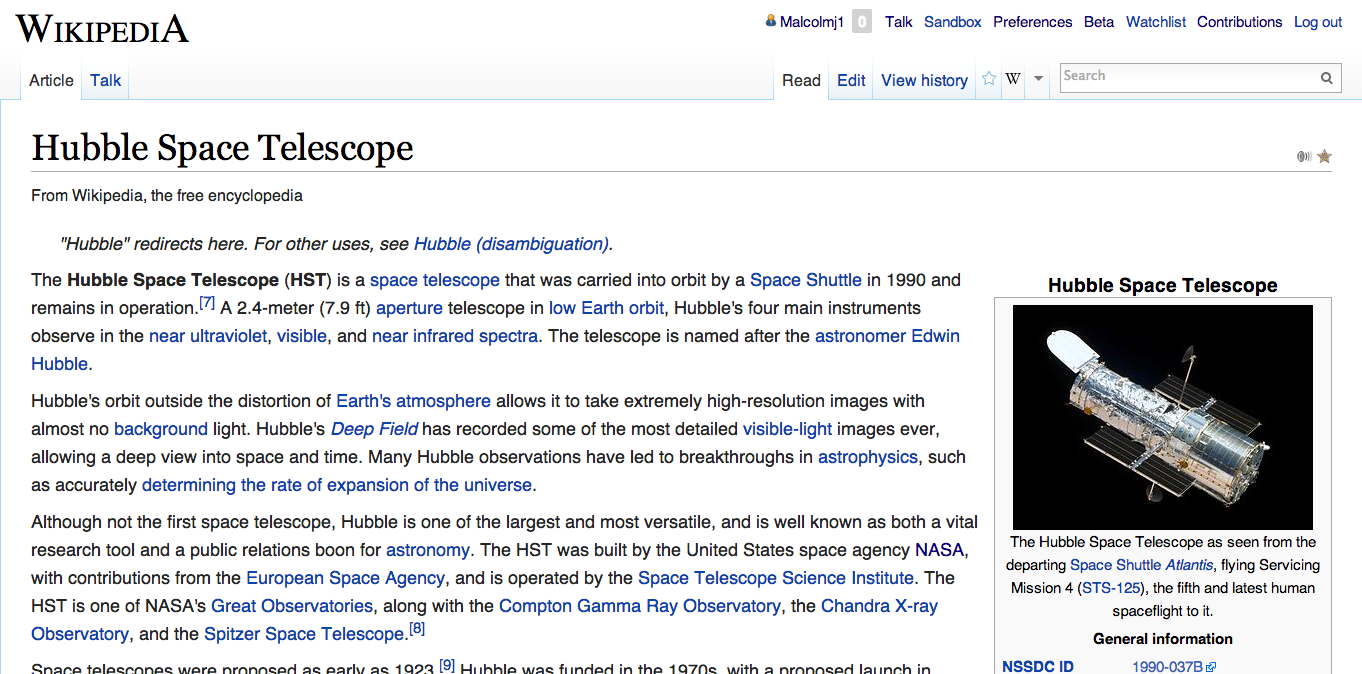 WIKIPEDIA
Malcolmj1 0 Talk Sandbox Preferences Beta Watchlist Contributions Log out
Article Talk
Read Edit View history W Search
Hubble Space Telescope
From Wikipedia, the free encyclopedia
"Hubble" redirects here. For other uses, see Hubble (disambiguation).
The Hubble Space Telescope (HST) is a space telescope that was carried into orbit by a Space Shuttle in 1990 and
remains in operation.[7] A 2.4-meter (7.9 ft) aperture telescope in low Earth orbit, Hubble's four main instruments
observe in the near ultraviolet, visible, and near infrared spectra. The telescope is named after the astronomer Edwin
Hubble.
Hubble's orbit outside the distortion of Earth's atmosphere allows it to take extremely high-resolution images with
almost no background light. Hubble's Deep Field has recorded some of the most detailed visible-light images ever,
allowing a deep view into space and time. Many Hubble observations have led to breakthroughs in astrophysics, such
as accurately determining the rate of expansion of the universe.
Although not the first space telescope, Hubble is one of the largest and most versatile, and is well known as both a vital
research tool and a public relations boon for astronomy. The HST was built by the United States space agency NASA,
with contributions from the European Space Agency, and is operated by the Space Telescope Science Institute. The
HST is one of NASA's Great Observatories, along with the Compton Gamma Ray Observatory, the Chandra X-ray
Observatory, and the Spitzer Space Telescope.[8]
Space telescopes were proposed as early as 1923.[9] Hubble was funded in the 1970s, with a proposed launch in
Hubble Space Telescope
The Hubble Space Telescope as seen from the
departing Space Shuttle Atlantis, flying Servicing
Mission 4 (STS-125), the fifth and latest human
spaceflight to it.
General information
NSSDC ID 1990-037B